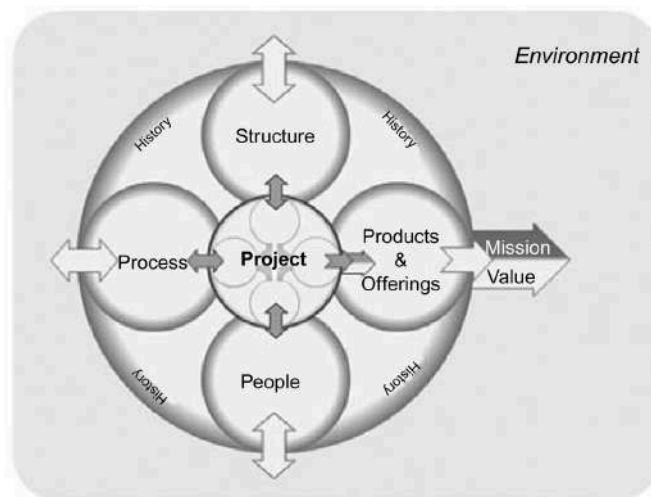 Environment
History
History
Structure
Process
Project
Products
&
Offerings
Mission
Value
People
History
History